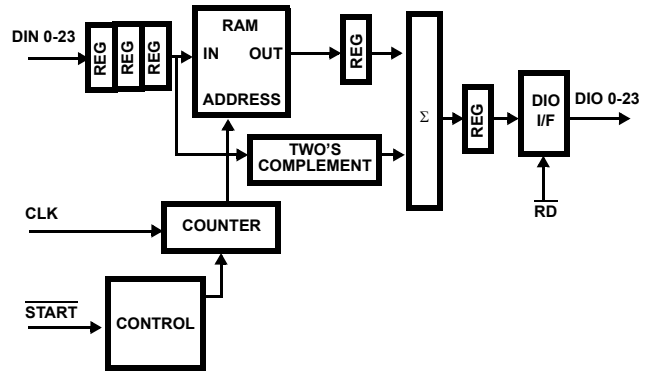 DIN 0-23
REG
REG
REG
RAM
IN OUT
ADDRESS
REG
Σ
REG
DIO
I/F
DIO 0-23
TWO'S
COMPLEMENT
RD
CLK
COUNTER
START
CONTROL